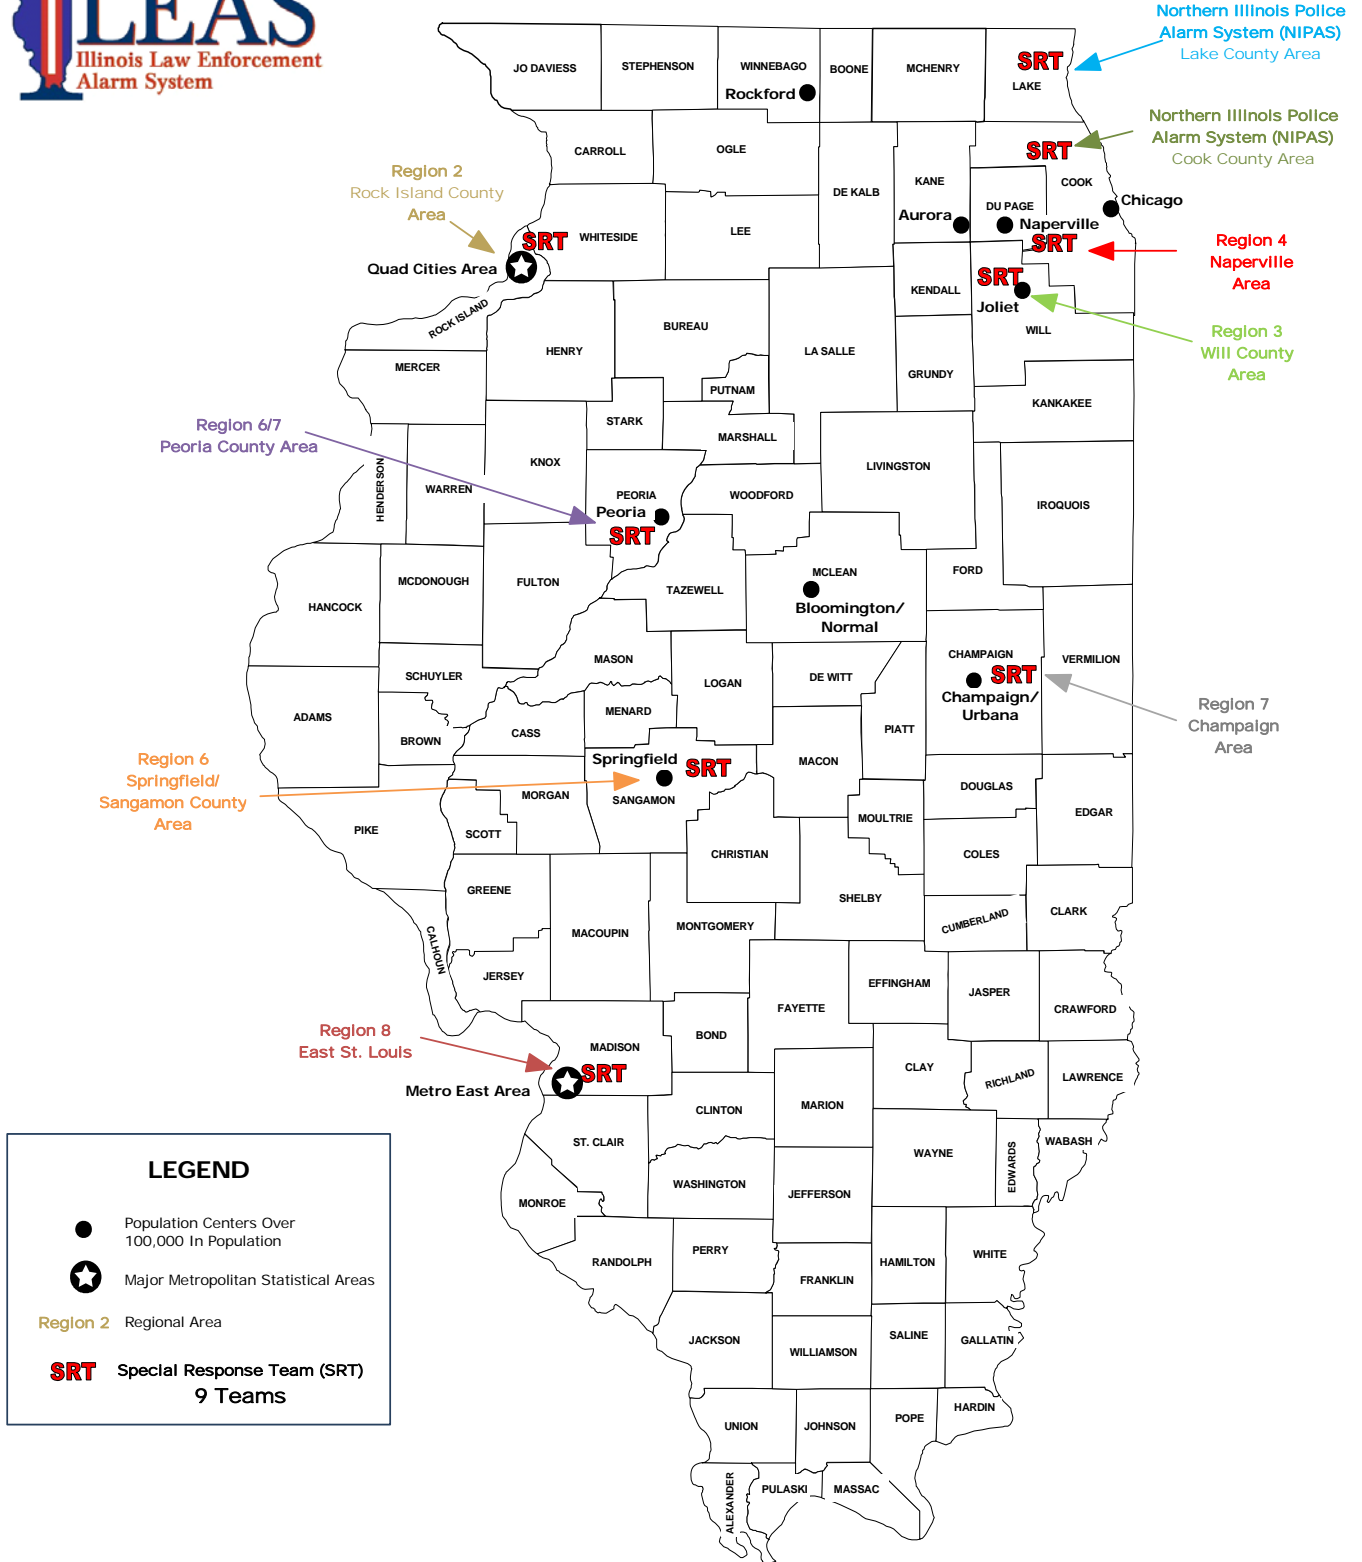 ILEAS
Illinois Law Enforcement
Alarm System
Northern Illinois Police
Alarm System (NIPAS)
Lake County Area
Northern Illinois Police
Alarm System (NIPAS)
Cook County Area
Region 2
Rock Island County
Area
Region 4
Naperville
Area
Region 3
Will County
Area
Region 6/7
Peoria County Area
Region 7
Champaign
Area
Region 6
Springfield/
Sangamon County
Area
Region 8
East St. Louis
JO DAVIESS
STEPHENSON
WINNEBAGO
Rockford
BOONE
MCHENRY
SRT
LAKE
CARROLL
OGLE
DE KALB
KANE
SRT
COOK
DU PAGE
Chicago
Aurora
Naperville
SRT
SRT
WHITESIDE
LEE
Quad Cities Area
ROCK ISLAND
KENDALL
SRT
Joliet
WILL
MERCER
HENRY
BUREAU
PUTNAM
LA SALLE
GRUNDY
KANKAKEE
STARK
MARSHALL
HENDERSON
WARREN
KNOX
PEORIA
Peoria
SRT
WOODFORD
LIVINGSTON
IROQUOIS
HANCOCK
MCDONOUGH
FULTON
TAZEWELL
MCLEAN
Bloomington/
Normal
FORD
SCHUYLER
MASON
LOGAN
DE WITT
CHAMPAIGN
SRT
Champaign/
Urbana
VERMILION
ADAMS
BROWN
CASS
MENARD
PIATT
MACON
Springfield
SRT
SANGAMON
DOUGLAS
EDGAR
PIKE
SCOTT
MORGAN
CHRISTIAN
MOULTRIE
COLES
GREENE
MACOUPIN
MONTGOMERY
SHELBY
CUMBERLAND
CLARK
CALHOUN
JERSEY
FAYETTE
EFFINGHAM
JASPER
CRAWFORD
MADISON
SRT
Metro East Area
BOND
CLAY
RICHLAND
LAWRENCE
CLINTON
MARION
ST. CLAIR
WASHINGTON
WAYNE
EDWARDS
WABASH
MONROE
JEFFERSON
RANDOLPH
PERRY
FRANKLIN
HAMILTON
WHITE
JACKSON
WILLIAMSON
SALINE
GALLATIN
UNION
JOHNSON
POPE
HARDIN
ALEXANDER
PULASKI
MASSAC
LEGEND
Population Centers Over
100,000 In Population
Major Metropolitan Statistical Areas
Region 2 Regional Area
SRT Special Response Team (SRT)
9 Teams